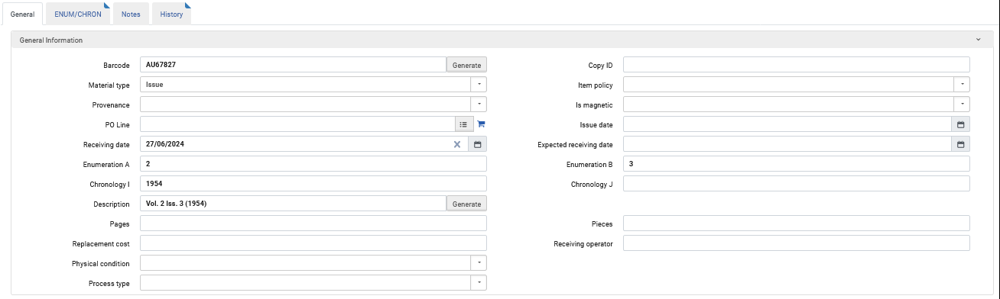 General ENUM/CHRON Notes History
General Information
Barcode AU67827 Generate Copy ID
Material type Issue Item policy
Provenance Is magnetic
PO Line Issue date
Receiving date 27/06/2024 Expected receiving date
Enumeration A 2 Enumeration B 3
Chronology I 1954 Chronology J
Description Vol. 2 Iss. 3 (1954) Generate
Pages Pieces
Replacement cost Receiving operator
Physical condition
Process type